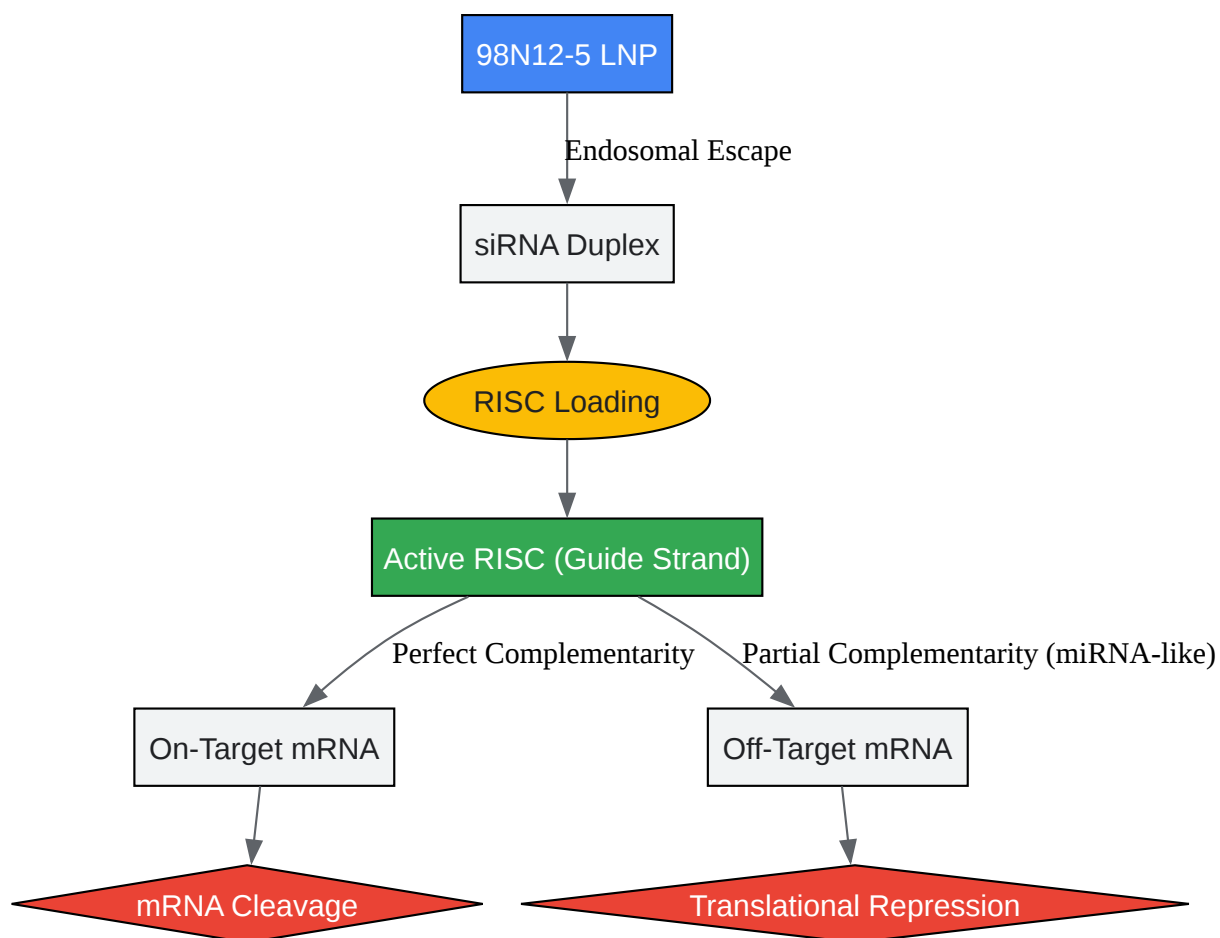 98N12-5 LNP
Endosomal Escape
siRNA Duplex
RISC Loading
Active RISC (Guide Strand)
Perfect Complementarity
Partial Complementarity (miRNA-like)
On-Target mRNA
Off-Target mRNA
mRNA Cleavage
Translational Repression